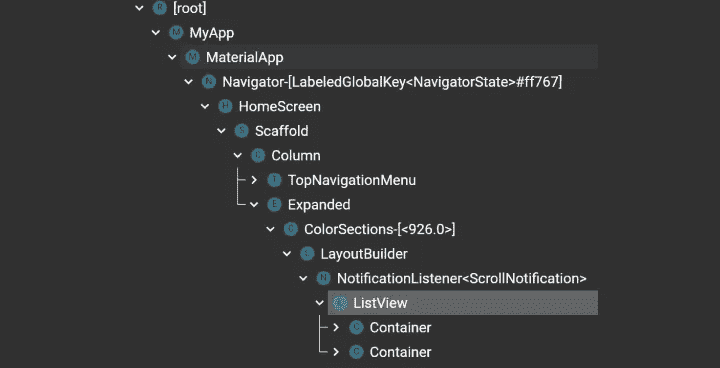 R [root]
MyApp
M MaterialApp
N Navigator-[LabeledGlobalKey<NavigatorState>#ff767]
H HomeScreen
S Scaffold
C Column
T TopNavigationMenu
E Expanded
C ColorSections-[<926.0>]
L LayoutBuilder
N NotificationListener<ScrollNotification>
ListView
C Container
C Container